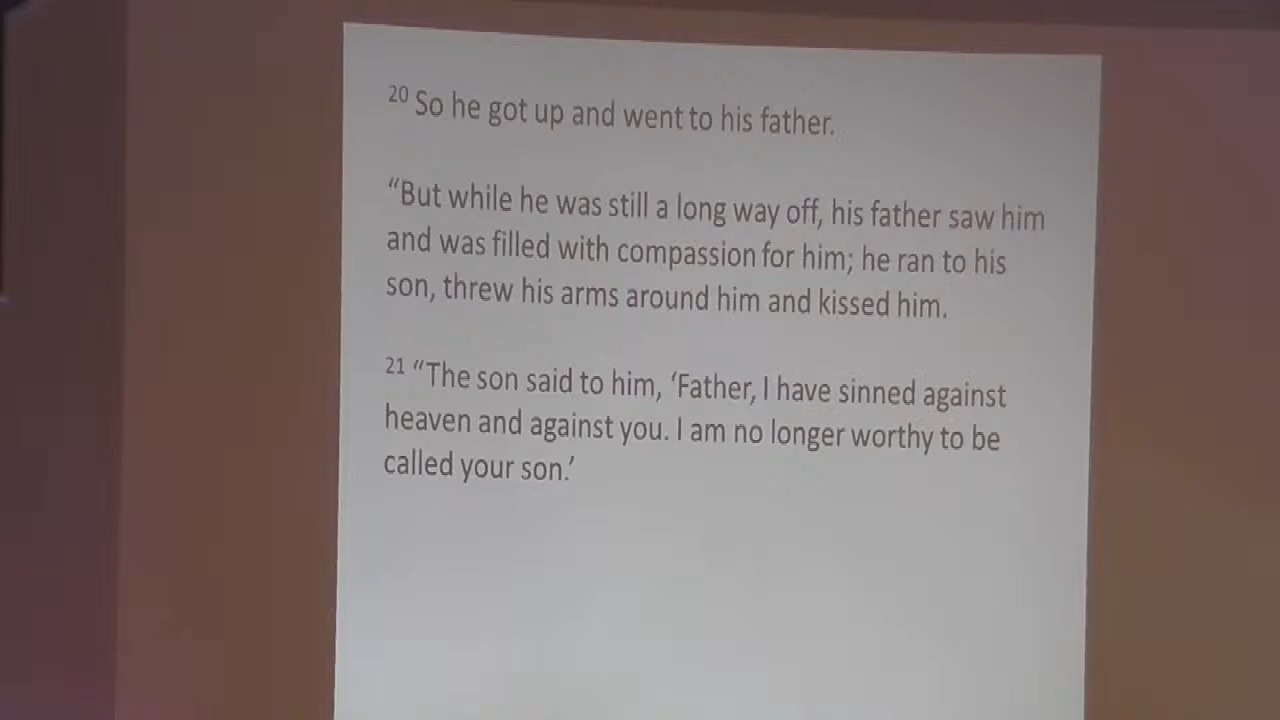 20 So he got up and went to his father.
“But while he was still a long way off, his father saw him
and was filled with compassion for him; he ran to his
son, threw his arms around him and kissed him.
21 “The son said to him, ‘Father, I have sinned against
heaven and against you. I am no longer worthy to be
called your son.’